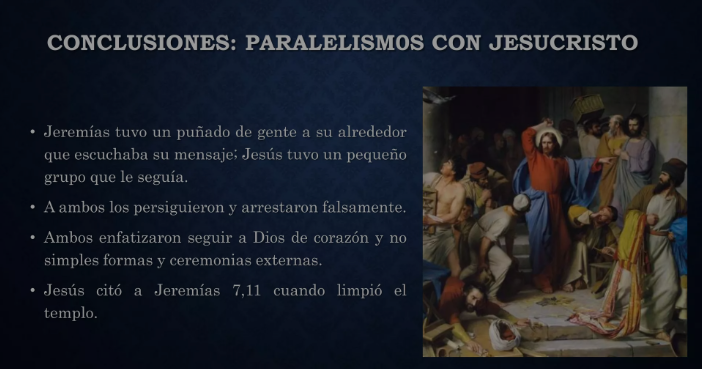 CONCLUSIONES: PARALELISM0S CON JESUCRISTO
• Jeremías tuvo un puñado de gente a su alrededor
que escuchaba su mensaje; Jesús tuvo un pequeño
grupo que le seguía.
• A ambos los persiguieron y arrestaron falsamente.
• Ambos enfatizaron seguir a Dios de corazón y no
simples formas y ceremonias externas.
• Jesús citó a Jeremías 7,11 cuando limpió el
templo.